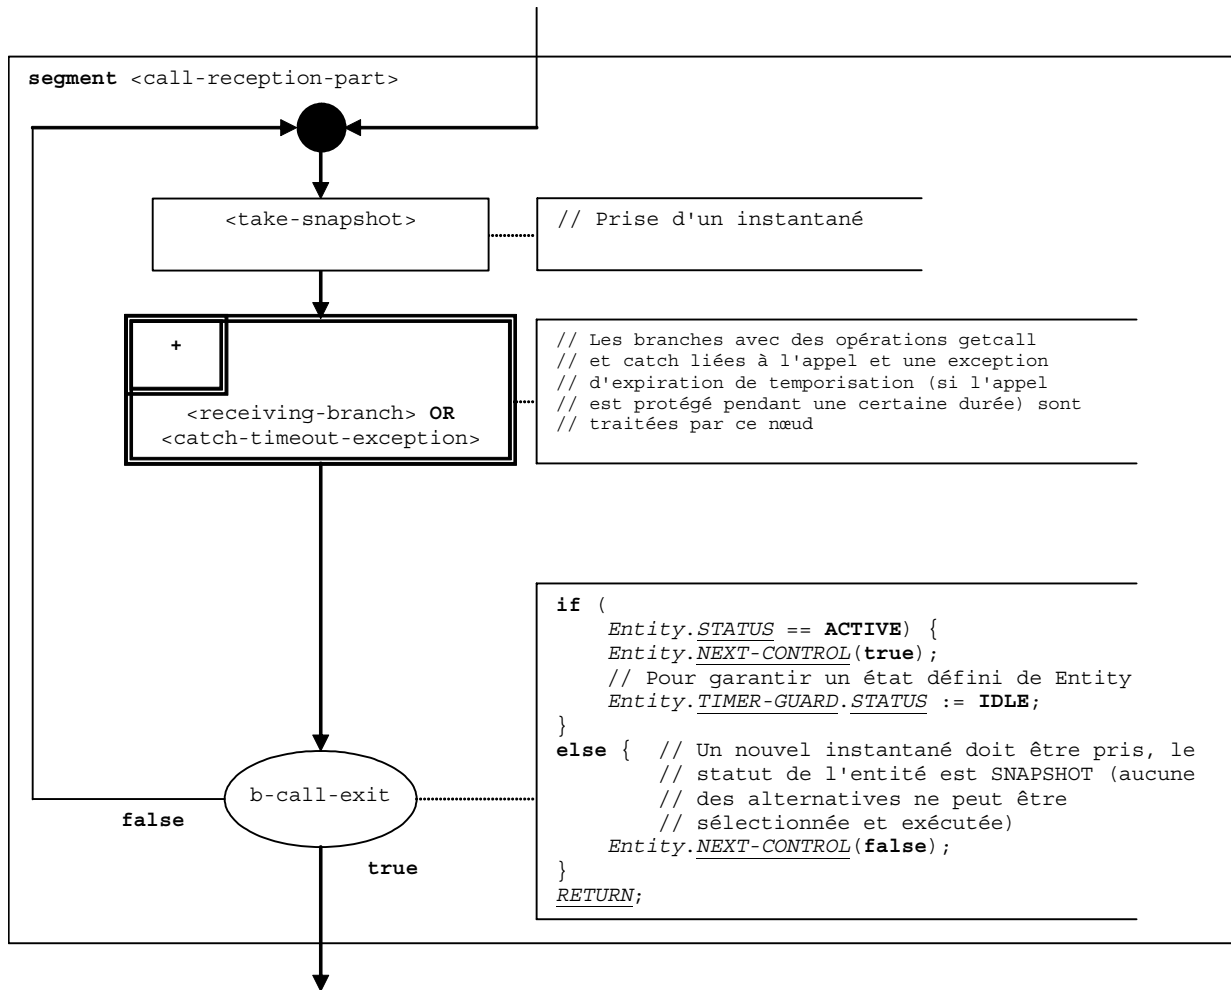 segment <call-reception-part>
<take-snapshot>
// Prise d'un instantané
+
<receiving-branch> OR
<catch-timeout-exception>
// Les branches avec des opérations getcall
// et catch liées à l'appel et une exception
// d'expiration de temporisation (si l'appel
// est protégé pendant une certaine durée) sont
// traitées par ce nœud
b-call-exit
false
true
if (
Entity.STATUS == ACTIVE) {
Entity.NEXT-CONTROL(true);
// Pour garantir un état défini de Entity
Entity.TIMER-GUARD.STATUS := IDLE;
}
else { // Un nouvel instantané doit être pris, le
// statut de l'entité est SNAPSHOT (aucune
// des alternatives ne peut être
// sélectionnée et exécutée)
Entity.NEXT-CONTROL(false);
}
RETURN;